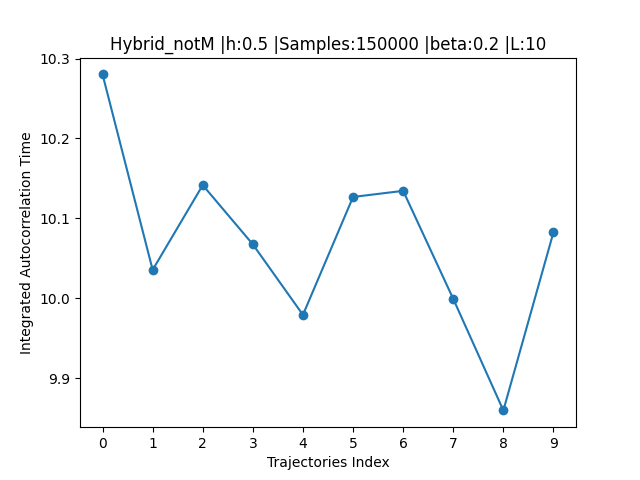 Hybrid_notM |h:0.5 |Samples:150000 |beta:0.2 |L:10
Integrated Autocorrelation Time
10.3
10.2
10.1
10.0
9.9
0 1 2 3 4 5 6 7 8 9
Trajectories Index